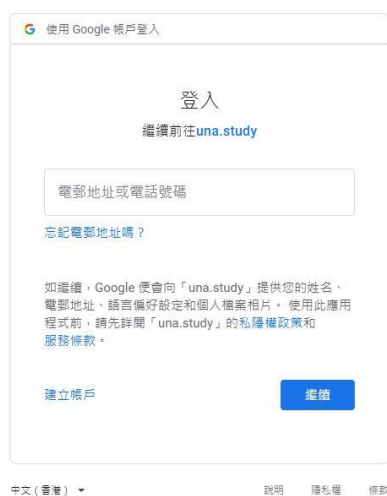 使用 Google 帳戶登入
登入
繼續前往una.study
電郵地址或電話號碼
忘記電郵地址嗎？
如繼續，Google 便會向「una.study」提供您的姓名、
電郵地址、語言偏好設定和個人檔案相片。 使用此應用
程式前，請先詳閱「una.study」的私隱權政策和
服務條款。
建立帳戶 繼續
中文（香港） 說明 私隱權 條款